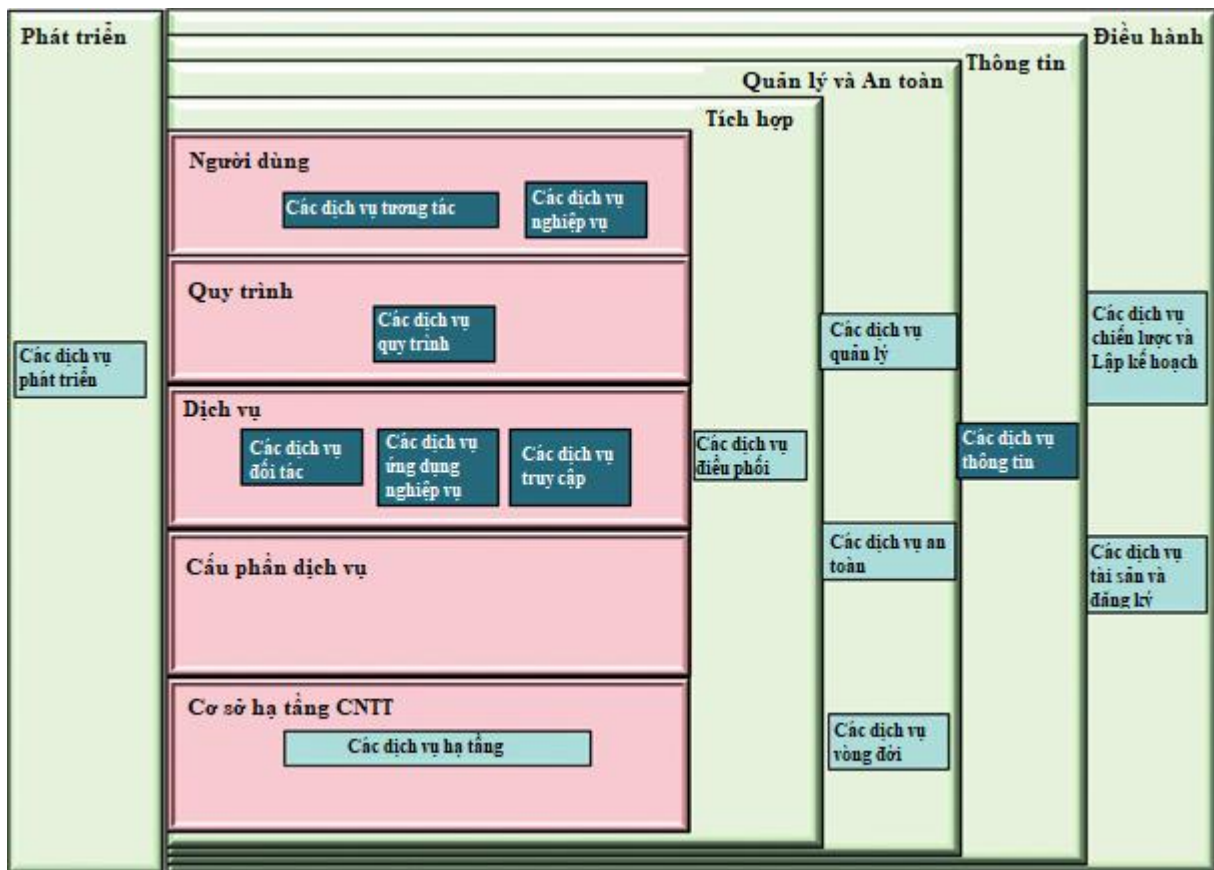 Phát triển
Điều hành
Thông tin
Quản lý và An toàn
Tích hợp
Người dùng
Các dịch vụ tương tác
Các dịch vụ
nghiệp vụ
Quy trình
Các dịch vụ
quy trình
Các dịch vụ
quản lý
Các dịch vụ
chiến lược và
Lập kế hoạch
Các dịch vụ
phát triển
Dịch vụ
Các dịch vụ
đối tác
Các dịch vụ
ứng dụng
nghiệp vụ
Các dịch vụ
truy cập
Các dịch vụ
điều phối
Các dịch vụ
thông tin
Cấu phần dịch vụ
Các dịch vụ an
toàn
Các dịch vụ
tài sản và
đăng ký
Cơ sở hạ tầng CNTT
Các dịch vụ hạ tầng
Các dịch vụ
vòng đời